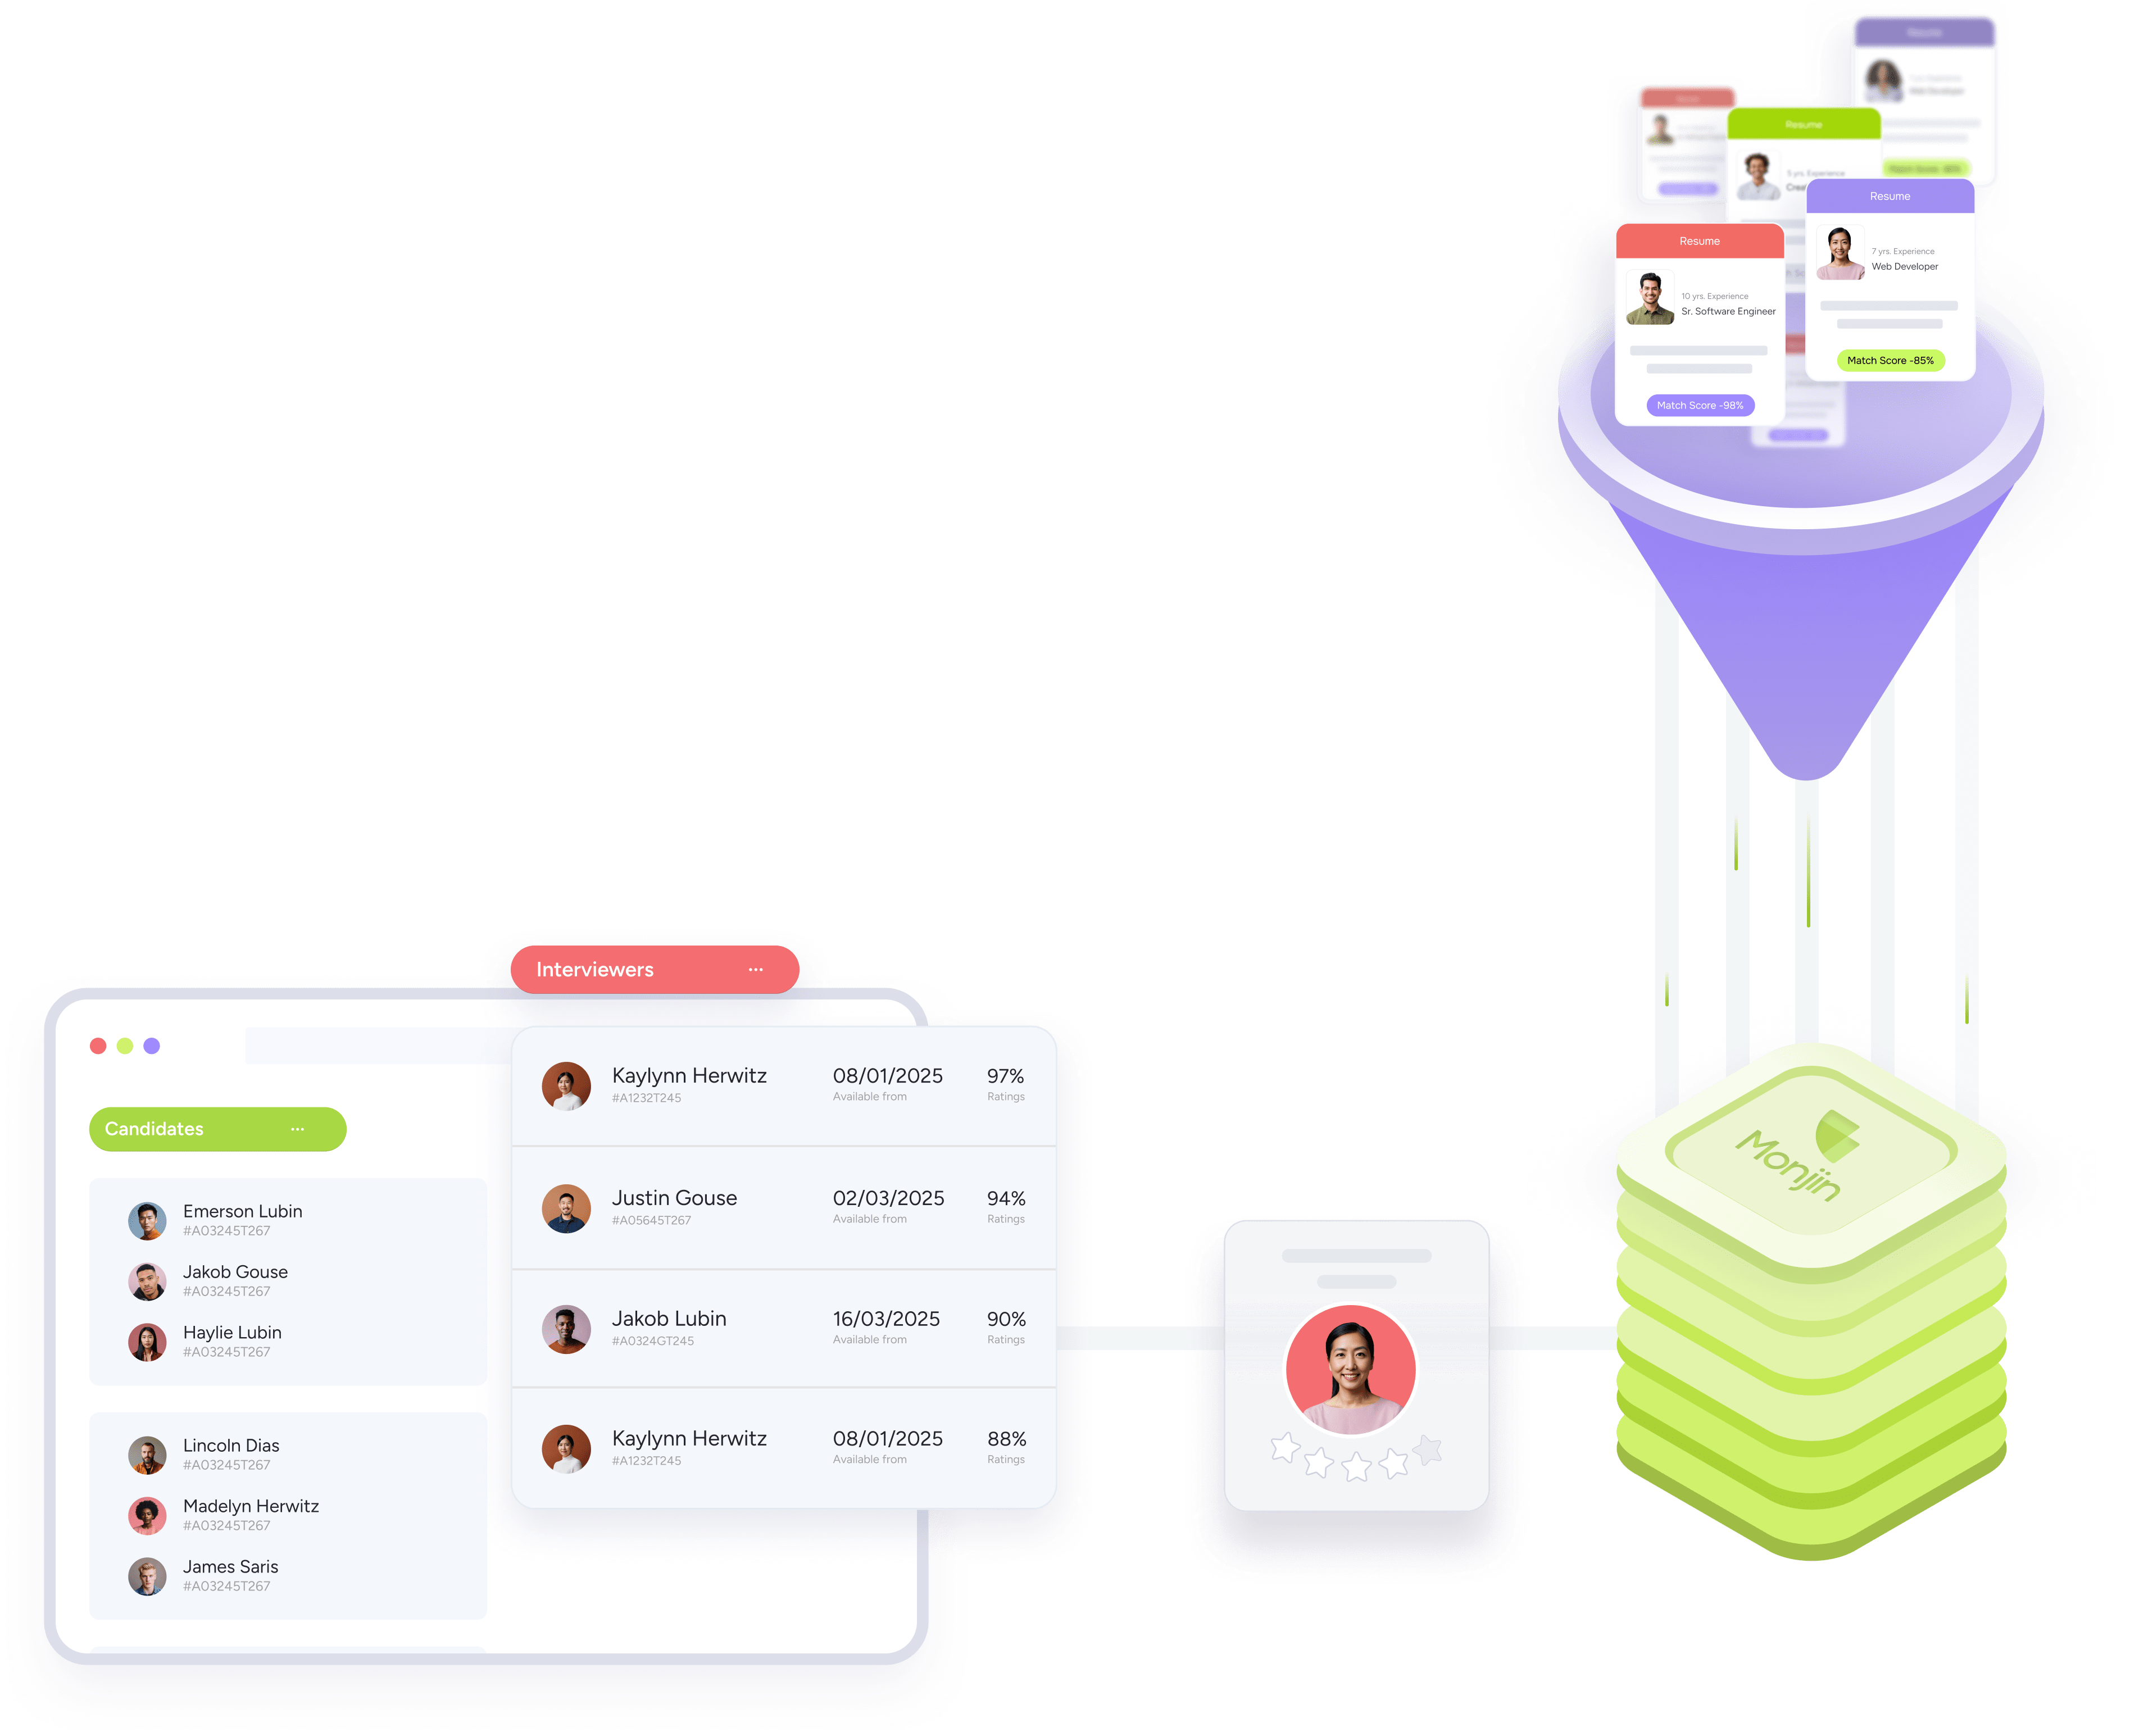 Resume
Resume
7 yrs. Experience
Web Developer
Match Score -85%
Resume
5 yrs. Experience
Resume
10 yrs. Experience
Sr. Software Engineer
Match Score -98%
Interviewers ...
Kaylynn Herwitz 08/01/2025 97%
#A1232T245 Available from Ratings
Justin Gouse 02/03/2025 94%
#A05645T267 Available from Ratings
Jakob Lubin 16/03/2025 90%
#A0324GT245 Available from Ratings
Kaylynn Herwitz 08/01/2025 88%
#A1232T245 Available from Ratings
Candidates ...
Emerson Lubin
#A03245T267
Jakob Gouse
#A03245T267
Haylie Lubin
#A03245T267
Lincoln Dias
#A03245T267
Madelyn Herwitz
#A03245T267
James Saris
#A03245T267
Monjin